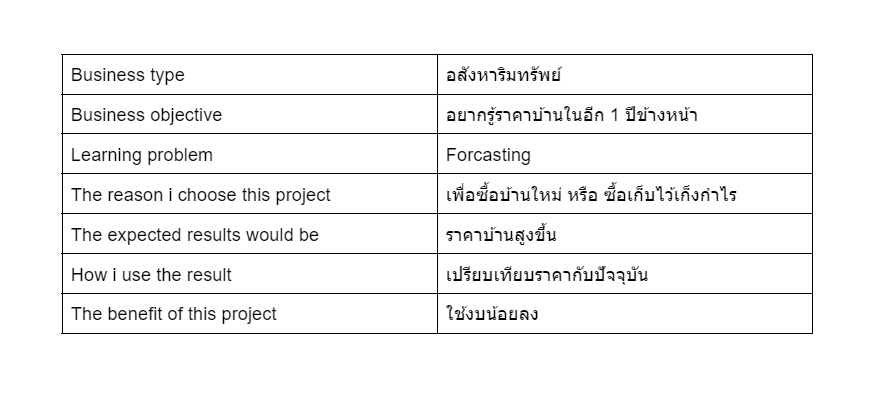 Business type อสังหาริมทรัพย์
Business objective อยากรู้ราคาบ้านในอีก 1 ปีข้างหน้า
Learning problem Forcasting
The reason i choose this project เพื่อซื้อบ้านใหม่ หรือ ซื้อเก็บไว้เก็งกำไร
The expected results would be ราคาบ้านสูงขึ้น
How i use the result เปรียบเทียบราคากับปัจจุบัน
The benefit of this project ใช้งบน้อยลง